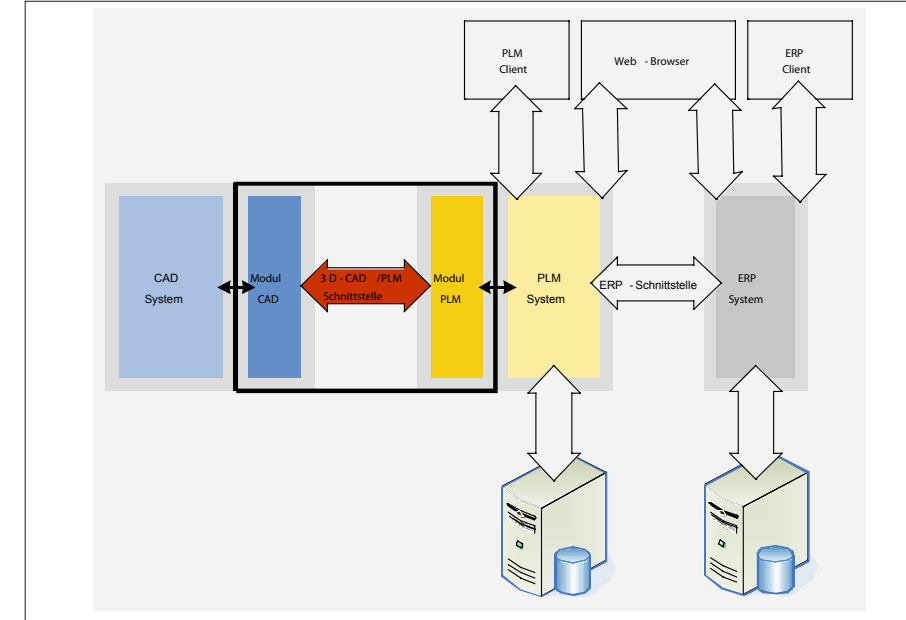 PLM
Client
Web - Browser
ERP
Client
CAD
System
Modul
CAD
3 D - CAD /PLM
Schnittstelle
Modul
PLM
PLM
System
ERP - Schnittstelle
ERP
System